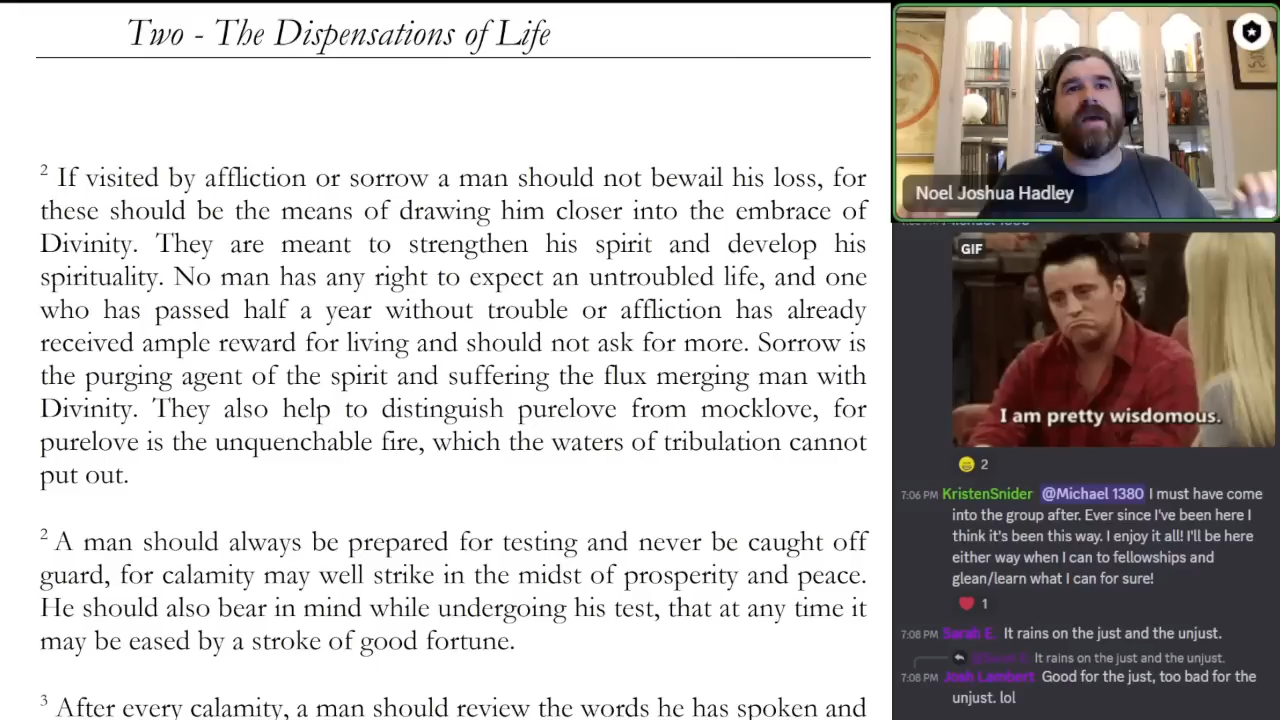 Two - The Dispensations of Life
2 If visited by affliction or sorrow a man should not bewail his loss, for
these should be the means of drawing him closer into the embrace of
Divinity. They are meant to strengthen his spirit and develop his
spirituality. No man has any right to expect an untroubled life, and one
who has passed half a year without trouble or affliction has already
received ample reward for living and should not ask for more. Sorrow is
the purging agent of the spirit and suffering the flux merging man with
Divinity. They also help to distinguish purelove from mocklove, for
purelove is the unquenchable fire, which the waters of tribulation cannot
put out.
2 A man should always be prepared for testing and never be caught off
guard, for calamity may well strike in the midst of prosperity and peace.
He should also bear in mind while undergoing his test, that at any time it
may be eased by a stroke of good fortune.
3 After every calamity, a man should review the words he has spoken and
Noel Joshua Hadley
GIF
I am pretty wisdomous.
2
7:06 PM KristenSnider @Michael 1380 I must have come
into the group after. Ever since I've been here I
think it's been this way. I enjoy it all! I'll be here
either way when I can to fellowships and
glean/learn what I can for sure!
1
7:08 PM Sarah E. It rains on the just and the unjust.
@Sarah E. It rains on the just and the unjust.
7:08 PM Josh Lambert Good for the just, too bad for the
unjust. lol